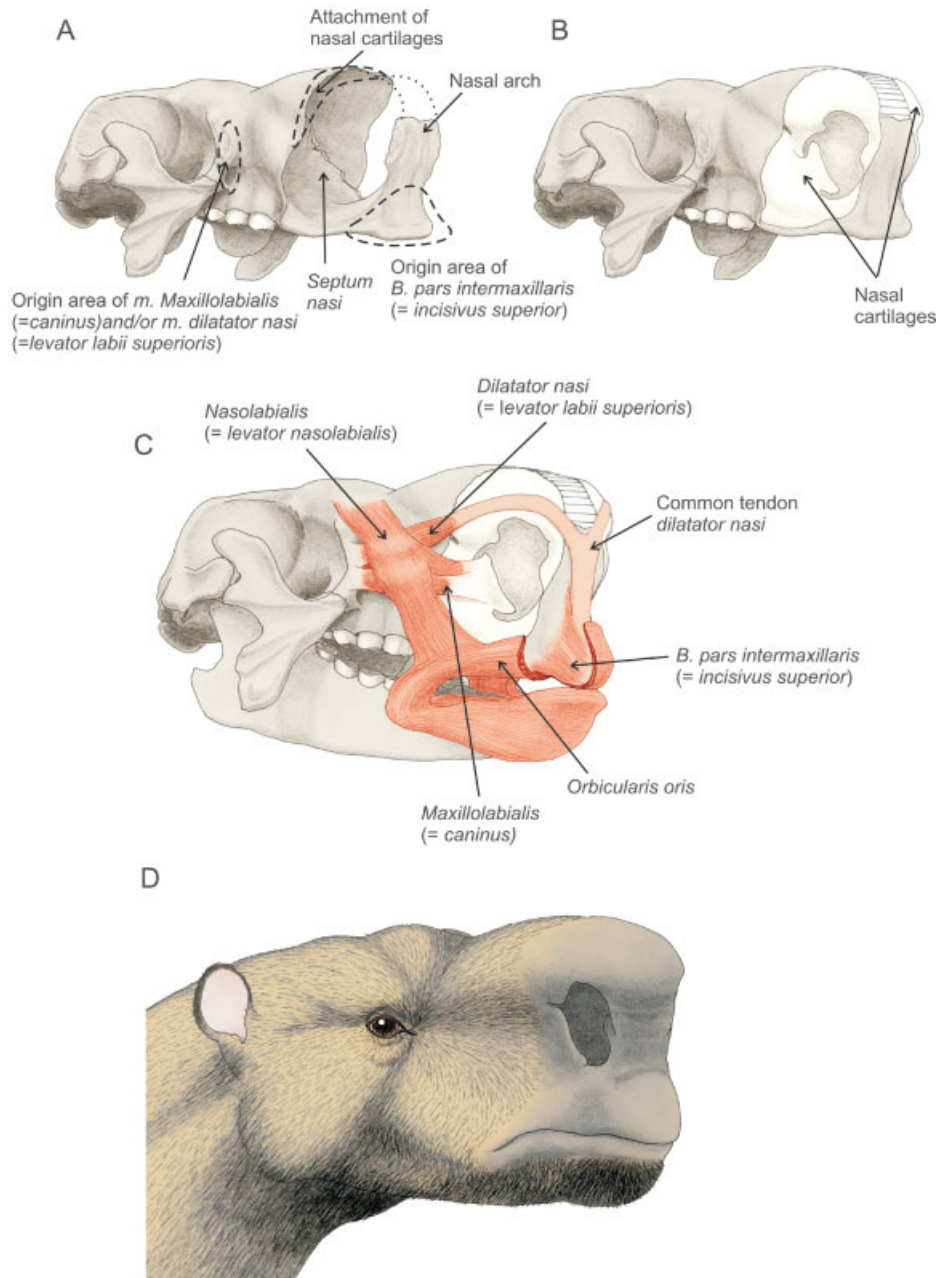 A
Attachment of
nasal cartilages
Nasal arch
Septum
nasi
Origin area of
B. pars intermaxillaris
(= incisivus superior)
Origin area of m. Maxillolabialis
(=caninus)and/or m. dilatator nasi
(=levator labii superioris)
B
Nasal
cartilages
C
Nasolabialis
(= levator nasolabialis)
Dilatator nasi
(= levator labii superioris)
Common tendon
dilatator nasi
B. pars intermaxillaris
(= incisivus superior)
Orbicularis oris
Maxillolabialis
(= caninus)
D